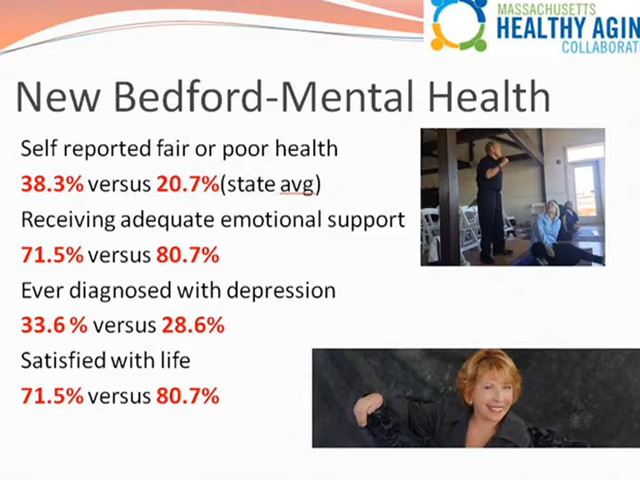 MASSACHUSETTS
HEALTHY AGIN
COLLABORAT
New Bedford-Mental Health
Self reported fair or poor health
38.3% versus 20.7%(state avg)
Receiving adequate emotional support
71.5% versus 80.7%
Ever diagnosed with depression
33.6 % versus 28.6%
Satisfied with life
71.5% versus 80.7%